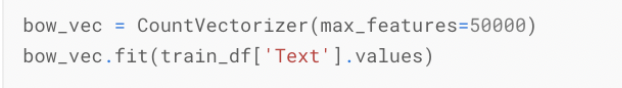 bow_vec = CountVectorizer(max_features=50000)
bow_vec.fit(train_df['Text'].values)